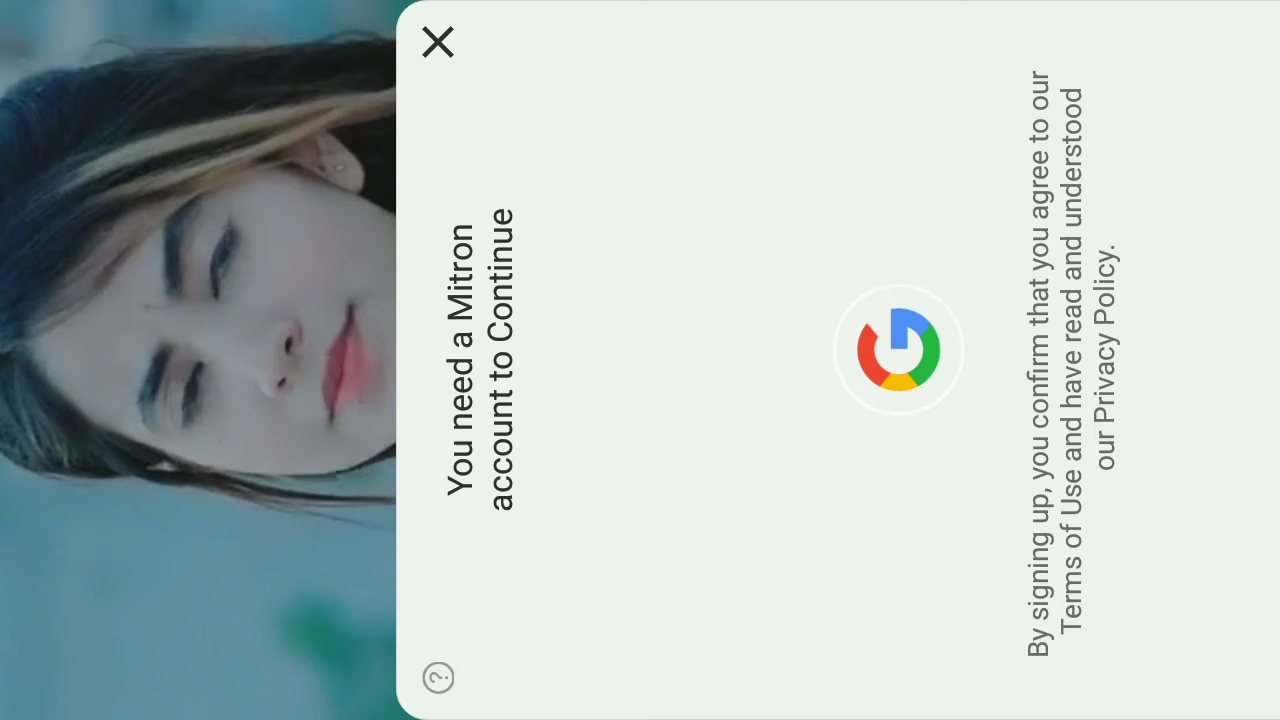 You need a Mitron
account to Continue
By signing up, you confirm that you agree to our
Terms of Use and have read and understood
our Privacy Policy.